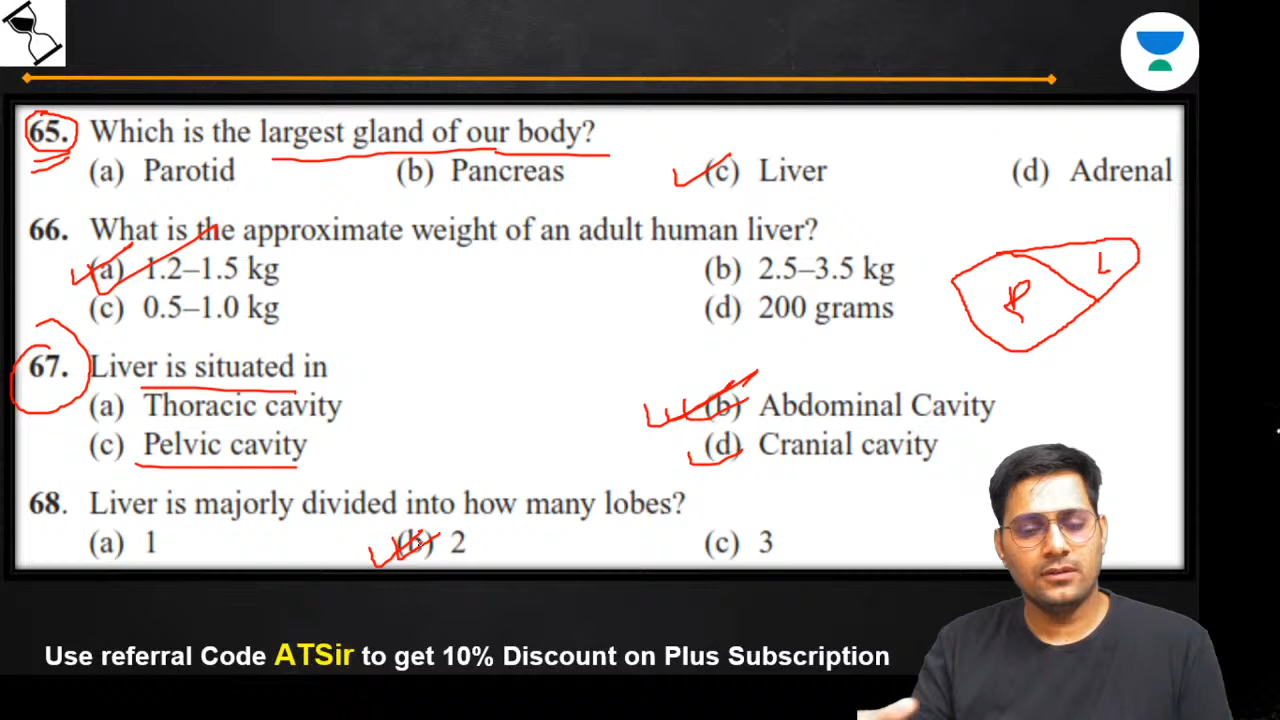 65. Which is the largest gland of our body?
(a) Parotid (b) Pancreas (c) Liver (d) Adrenal
66. What is the approximate weight of an adult human liver?
(a) 1.2–1.5 kg (b) 2.5–3.5 kg
(c) 0.5–1.0 kg (d) 200 grams
R L
67. Liver is situated in
(a) Thoracic cavity (b) Abdominal Cavity
(c) Pelvic cavity (d) Cranial cavity
68. Liver is majorly divided into how many lobes?
(a) 1 (b) 2 (c) 3
Use referral Code ATSir to get 10% Discount on Plus Subscription